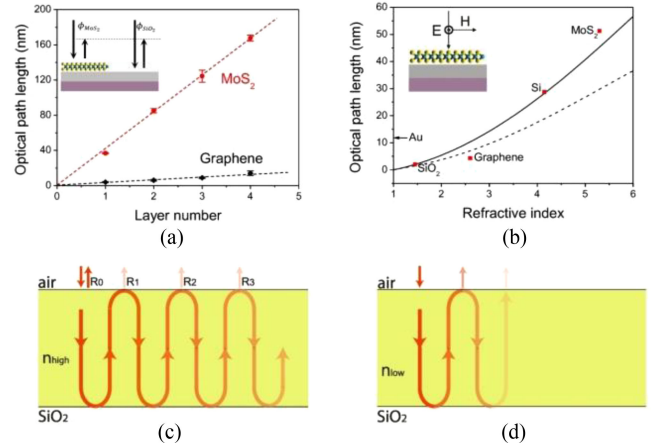 (a)
ϕMoS₂
ϕSiO₂
MoS₂
Graphene
Optical path length (nm)
200
160
120
80
40
0
0 1 2 3 4 5
Layer number
(b)
E H
MoS₂
Si
Au
SiO₂
Graphene
Optical path length (nm)
60
50
40
30
20
10
0
1 2 3 4 5 6
Refractive index
(a)
(b)
air
R0 R1 R2 R3
nhigh
SiO₂
(c)
air
nlow
SiO₂
(d)